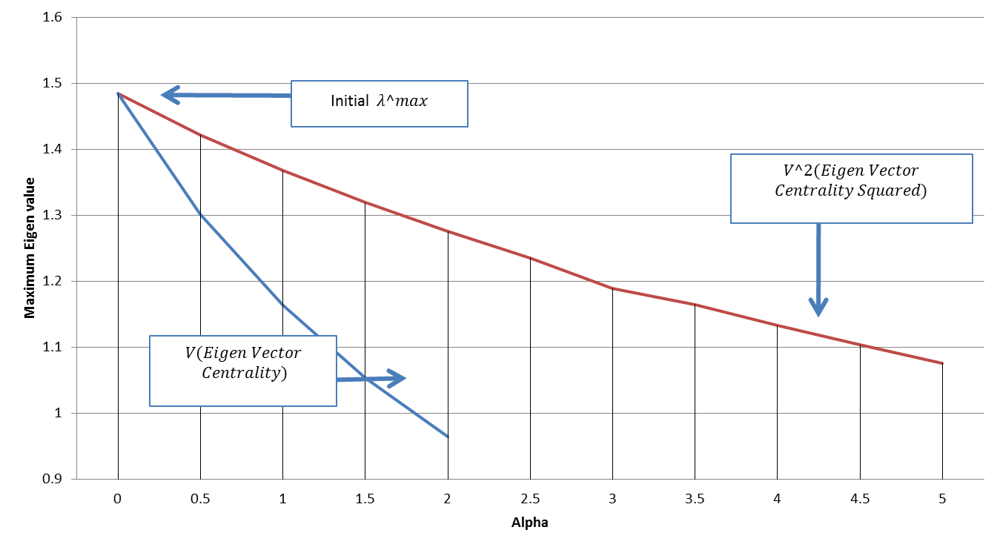 1.6
1.5
1.4
1.3
1.2
1.1
1
0.9
Maximum Eigen value
Initial λ^max
V^2(Eigen Vector
Centrality Squared)
V(Eigen Vector
Centrality)
0 0.5 1 1.5 2 2.5 3 3.5 4 4.5 5
Alpha